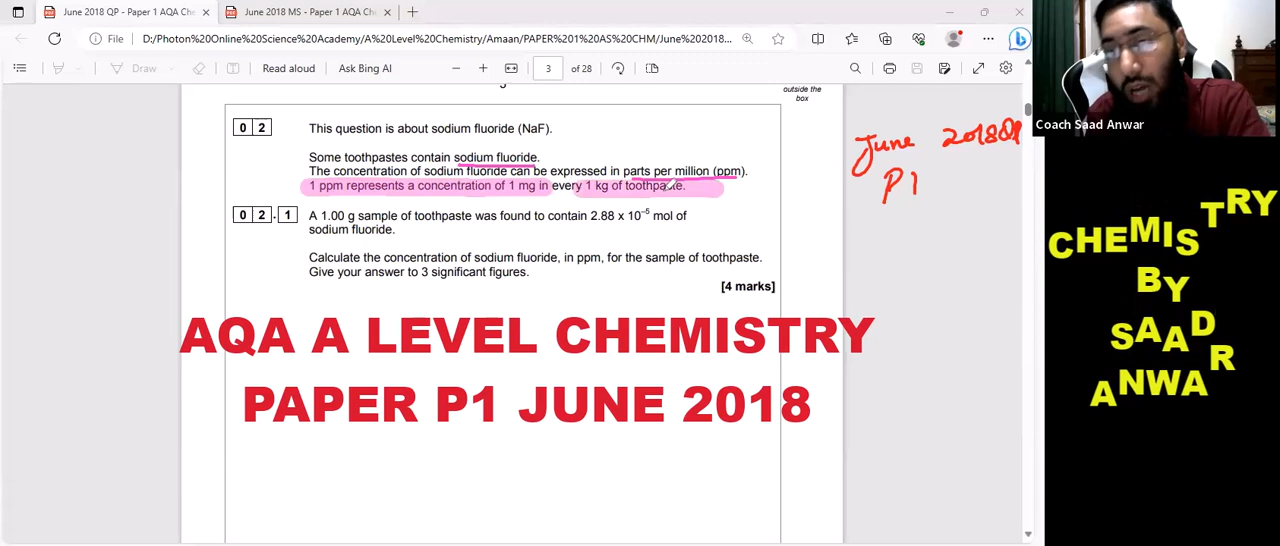 June 2018 QP - Paper 1 AQA Che
June 2018 MS - Paper 1 AQA Che
File
D:/Photon%20Online%20Science%20Academy/A%20Level%20Chemistry/Amaan/PAPER%201%20AS%20CHM/June%202018...
Draw
Read aloud
Ask Bing AI
3
of 28
outside the
box
Coach Saad Anwar
0 2
This question is about sodium fluoride (NaF).
Some toothpastes contain sodium fluoride.
The concentration of sodium fluoride can be expressed in parts per million (ppm).
1 ppm represents a concentration of 1 mg in every 1 kg of toothpaste.
0 2 . 1
A 1.00 g sample of toothpaste was found to contain 2.88 x 10⁻⁵ mol of
sodium fluoride.
Calculate the concentration of sodium fluoride, in ppm, for the sample of toothpaste.
Give your answer to 3 significant figures.
[4 marks]
June 2018
P1
AQA A LEVEL CHEMISTRY
PAPER P1 JUNE 2018
CHEMISTRY
BY
SAAD
ANWAR